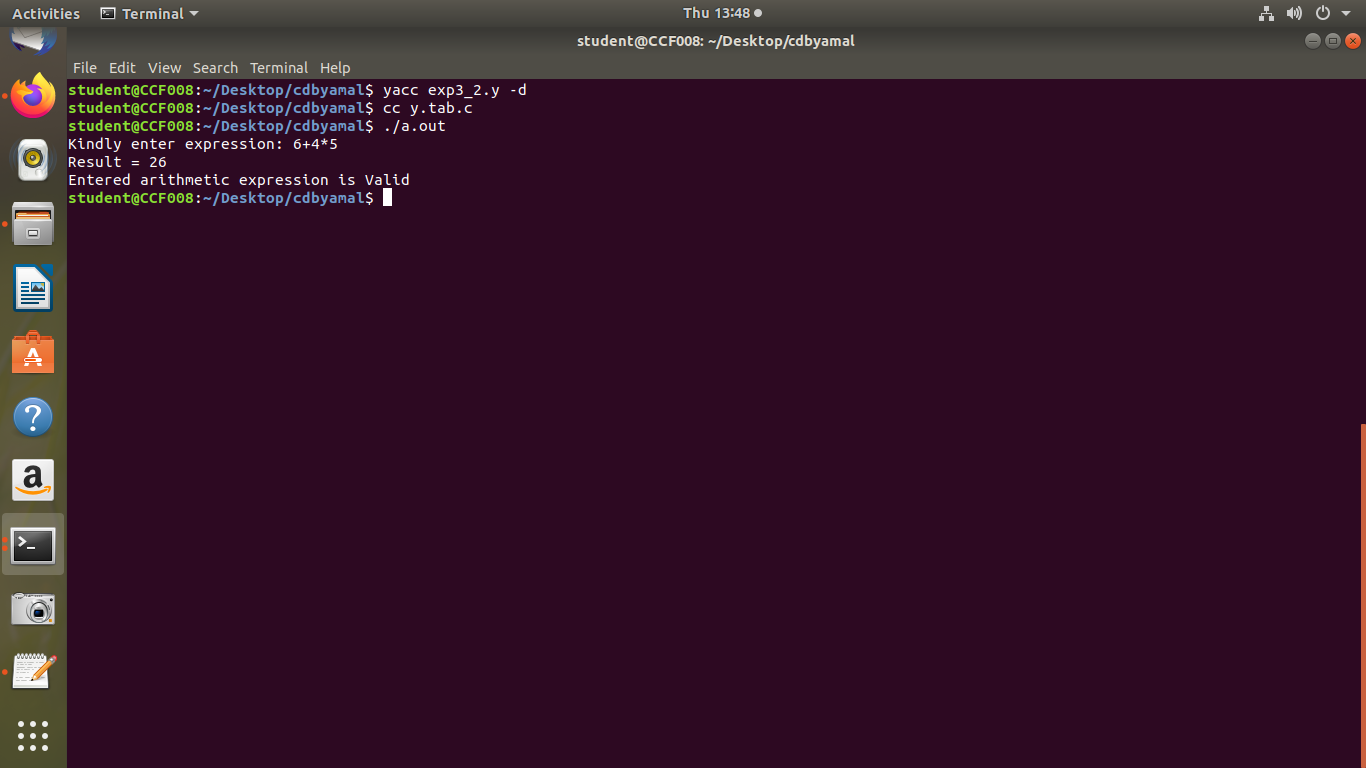 Activities Terminal Thu 13:48
student@CCF008: ~/Desktop/cdbyamal
File Edit View Search Terminal Help
student@CCF008:~/Desktop/cdbyamal$ yacc exp3_2.y -d
student@CCF008:~/Desktop/cdbyamal$ cc y.tab.c
student@CCF008:~/Desktop/cdbyamal$ ./a.out
Kindly enter expression: 6+4*5
Result = 26
Entered arithmetic expression is Valid
student@CCF008:~/Desktop/cdbyamal$